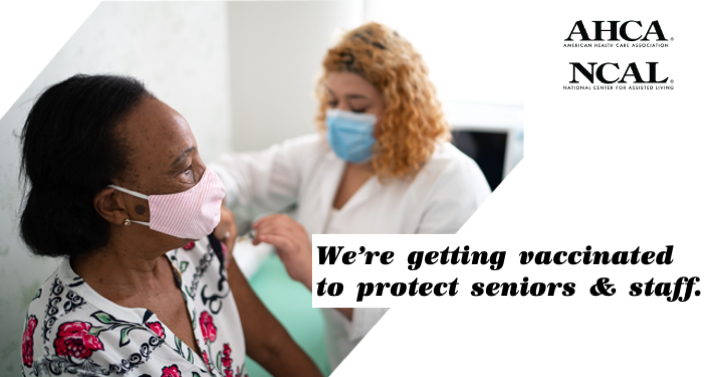 AHCA®
AMERICAN HEALTH CARE ASSOCIATION
NCAL®
NATIONAL CENTER FOR ASSISTED LIVING
We're getting vaccinated
to protect seniors & staff.